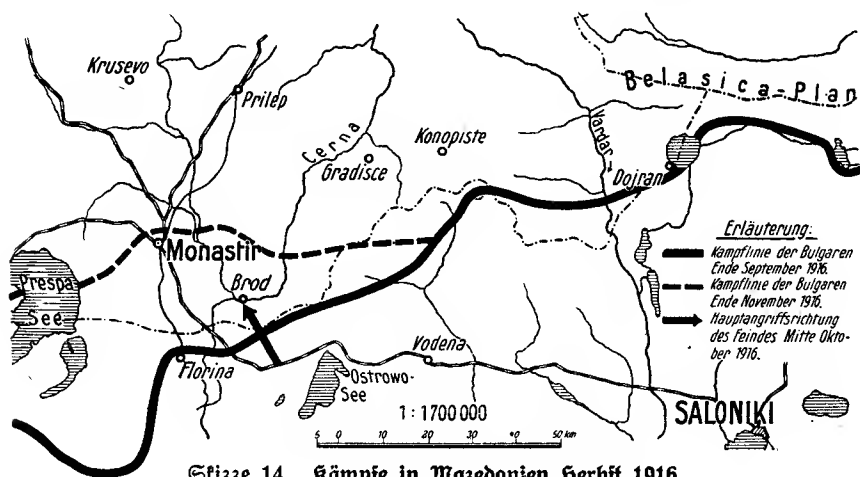 Krusevo
Prilep
Cerna
Gradisce
Konopiste
Vardar
Belasica-Plan
Dojran
Monastir
Prespa
See
Brod
Florina
Ostrowo-
See
Vodena
SALONIKI
Erläuterung:
Kampflinie der Bulgaren
Ende September 1916.
Kampflinie der Bulgaren
Ende November 1916.
Hauptangriffsrichtung
des Feindes Mitte Okto-
ber 1916.
1:1700000
5 0 10 20 30 40 50 km
Skizze 14. Kämpfe in Mazedonien Herbst 1916